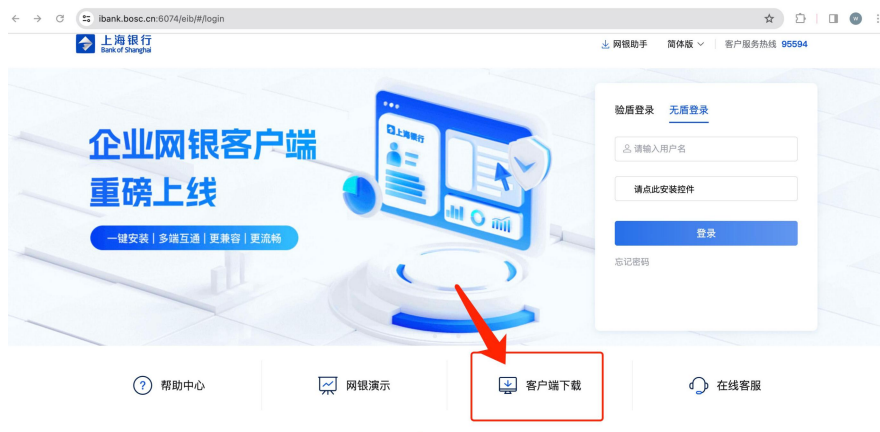 ibank.bosc.cn:6074/eib/#/login
W
上海银行
Bank of Shanghai
网银助手 简体版 客户服务热线 95594
验盾登录 无盾登录
请输入用户名
请点此安装控件
登录
忘记密码
企业网银客户端
重磅上线
一键安装 | 多端互通 | 更兼容 | 更流畅
上海银行
帮助中心 网银演示 客户端下载 在线客服